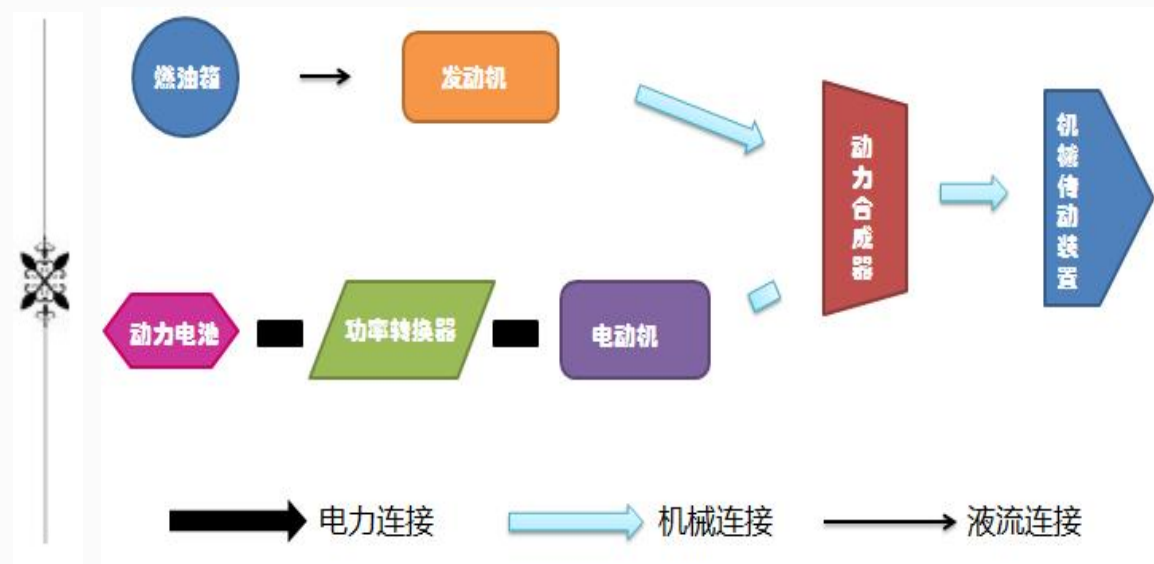 燃油箱
发动机
动力合成器
机械传动装置
动力电池
功率转换器
电动机
电力连接
机械连接
液流连接